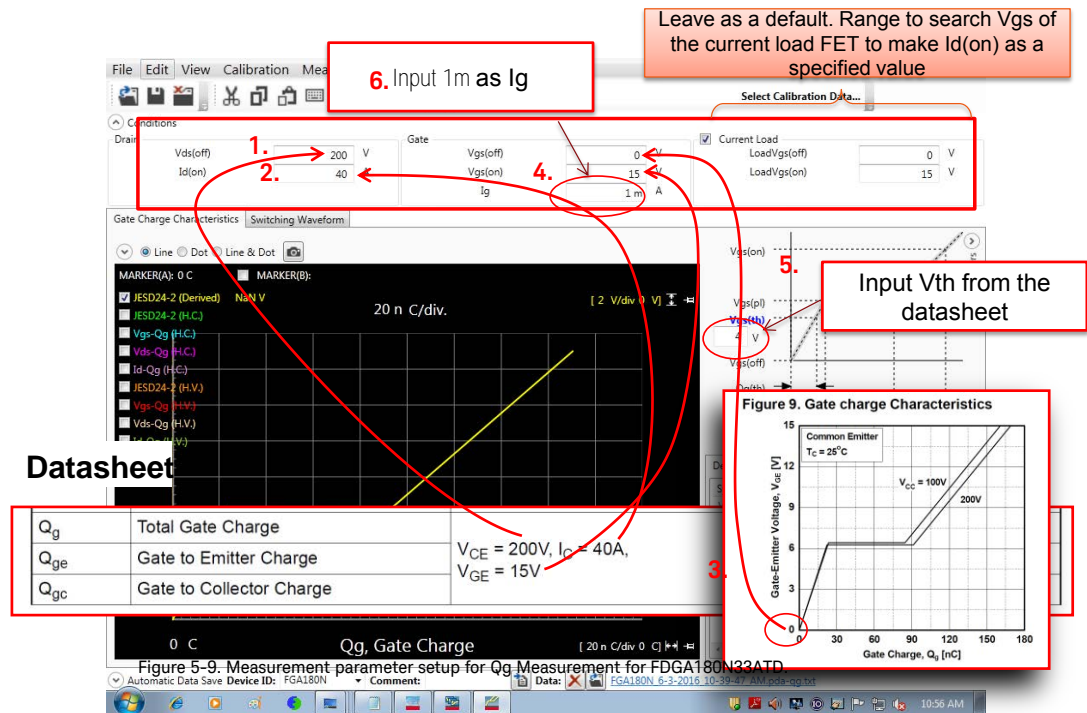 Leave as a default. Range to search Vgs of
the current load FET to make Id(on) as a
specified value
File Edit View Calibration Mea
6. Input 1m as Ig
Select Calibration Data...
Conditions
Drain
Vds(off) 1. 200 V
Id(on) 2. 40
Gate
Vgs(off) 0 V
Vgs(on) 4. 15 V
Ig 1 m A
Current Load
LoadVgs(off) 0 V
LoadVgs(on) 15 V
Gate Charge Characteristics Switching Waveform
Line Dot Line & Dot
MARKER(A): 0 C MARKER(B):
JESD24-2 (Derived) NaN V
JESD24-2 (H.C.)
Vgs-Qg (H.C.)
Vds-Qg (H.C.)
Id-Qg (H.C.)
JESD24-2 (H.V.)
Vgs-Qg (H.V.)
Vds-Qg (H.V.)
Id-Qg (H.V.)
20 n C/div.
[ 2 V/div 0 V]
Vgs(on)
5.
Vgs(pl)
Vgs(th)
4 V
Vgs(off)
Qg(th)
Input Vth from the
datasheet
Datasheet
Qg Total Gate Charge
Qge Gate to Emitter Charge
Qgc Gate to Collector Charge
VCE = 200V, IC = 40A,
VGE = 15V
3.
Figure 9. Gate charge Characteristics
Common Emitter
TC = 25°C
VCC = 100V
200V
Gate-Emitter Voltage, VGE [V]
15
12
9
6
3
0
0 30 60 90 120 150 180
Gate Charge, Qg [nC]
0 C Qg, Gate Charge [ 20 n C/div 0 C]
Figure 5-9. Measurement parameter setup for Qg Measurement for FDGA180N33ATD.
Automatic Data Save Device ID: FGA180N Comment: Data: FGA180N_6-3-2016_10-39-47_AM.pda-qg.txt
10:56 AM